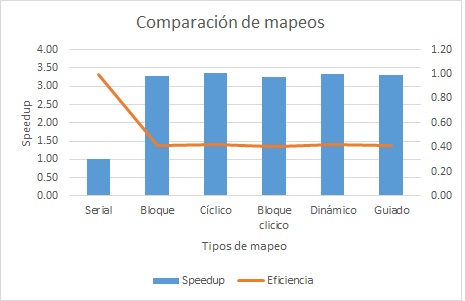 Comparación de mapeos
4.00
3.50
3.00
2.50
2.00
1.50
1.00
0.50
0.00
Speedup
1.20
1.00
0.80
0.60
0.40
0.20
0.00
Serial
Bloque
Cíclico
Bloque
clicico
Dinámico
Guiado
Tipos de mapeo
Speedup
Eficiencia